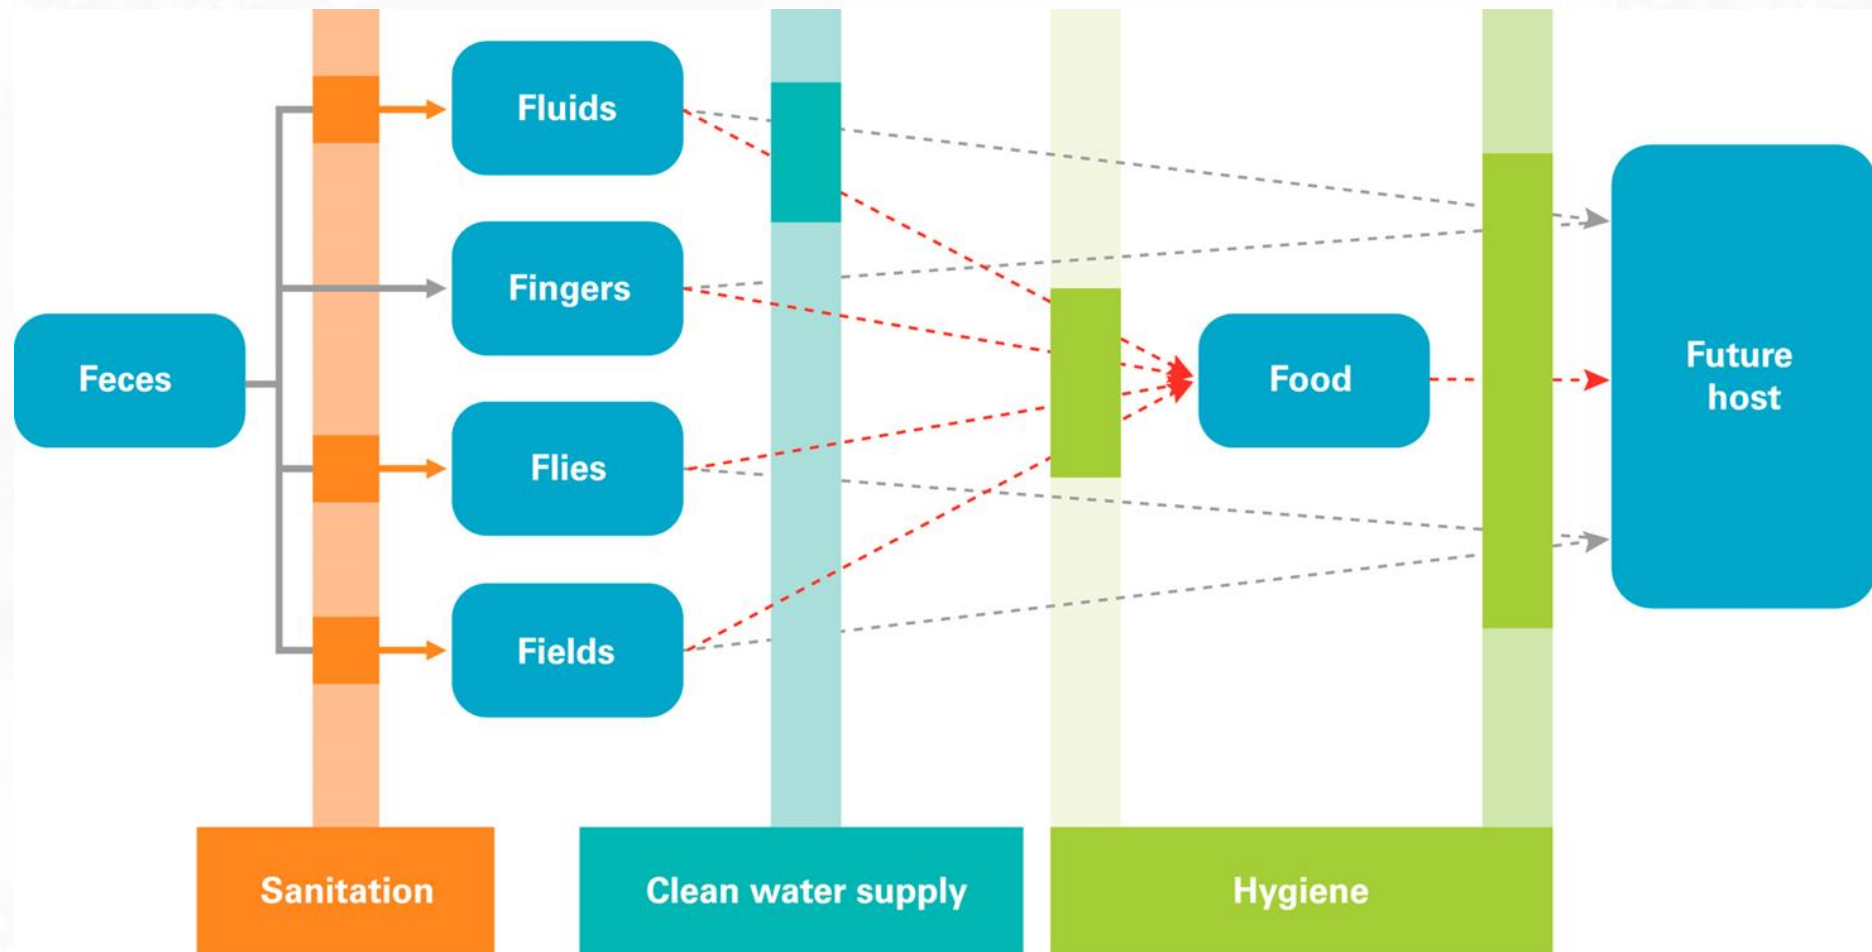 Fluids
Fingers
Feces
Flies
Fields
Food
Future
host
Sanitation
Clean water supply
Hygiene